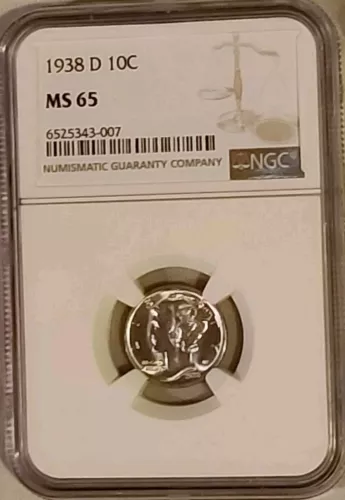 1938 D 10C
MS 65
6525343-007
NUMISMATIC GUARANTY COMPANY
NGC